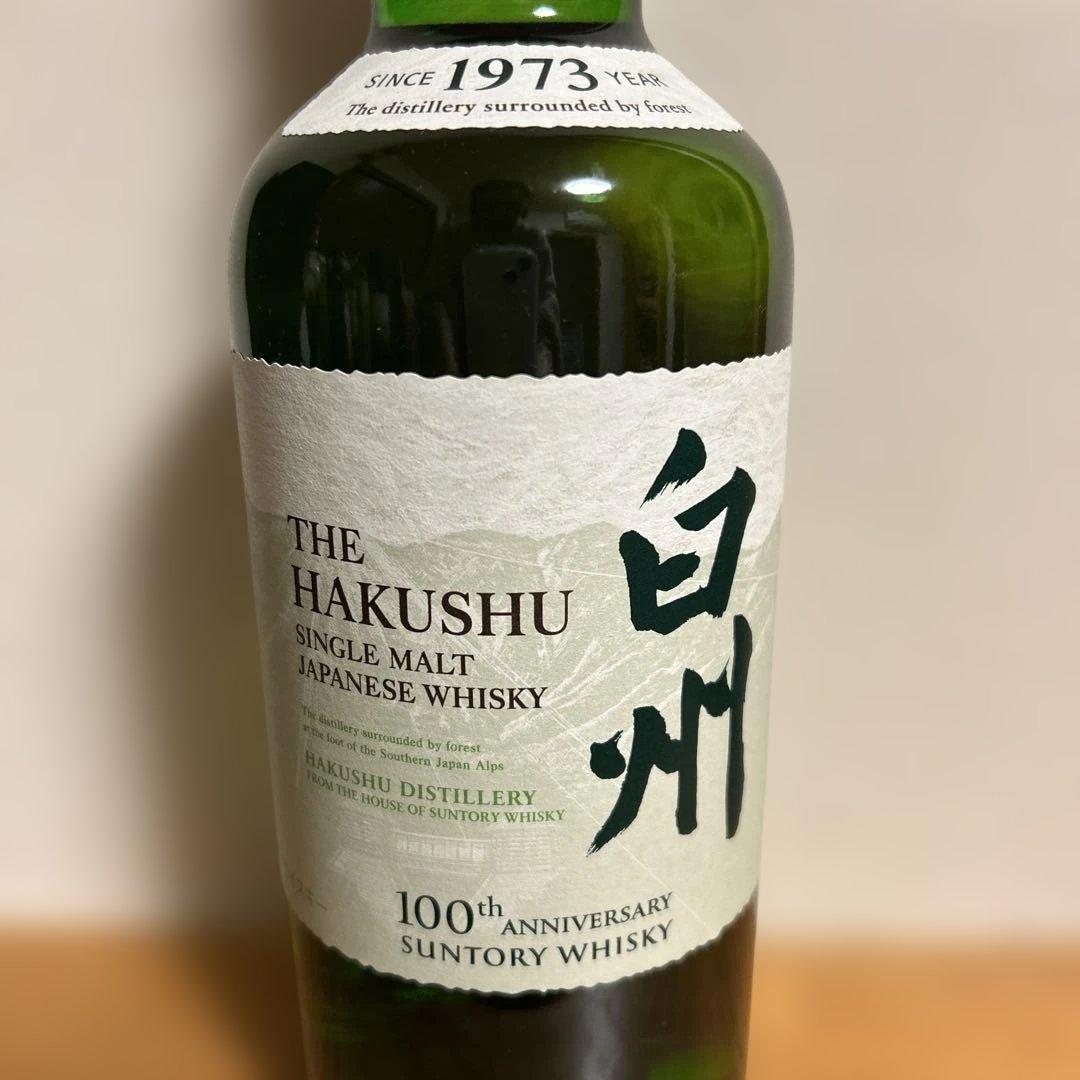 SINCE 1973 YEAR
The distillery surrounded by forest
THE
HAKUSHU
SINGLE MALT
JAPANESE WHISKY
The distillery surrounded by forest
at the foot of the Southern Japan Alps
HAKUSHU DISTILLERY
FROM THE HOUSE OF SUNTORY WHISKY
白州
100th ANNIVERSARY
SUNTORY WHISKY